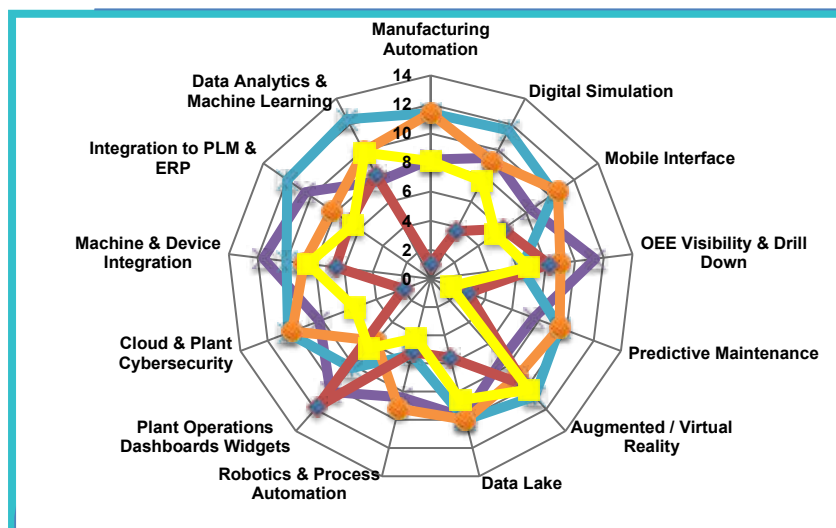 Manufacturing
Automation
Data Analytics &
Machine Learning
Digital Simulation
Integration to PLM &
ERP
Mobile Interface
Machine & Device
Integration
OEE Visibility & Drill
Down
Cloud & Plant
Cybersecurity
Predictive Maintenance
Plant Operations
Dashboards Widgets
Augmented / Virtual
Reality
Robotics & Process
Automation
Data Lake
14
12
10
8
6
4
2
0